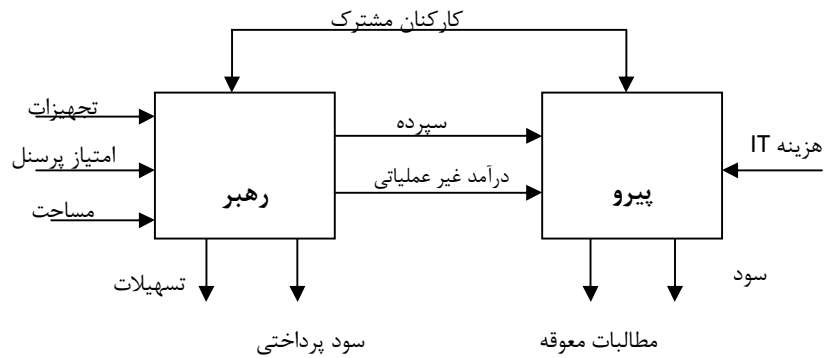 کارکنان مشترک
تجهیزات
امتیاز پرسنل
مساحت
رهبر
سپرده
درآمد غیر عملیاتی
پیرو
هزینه IT
تسهیلات
سود پرداختی
مطالبات معوقه
سود